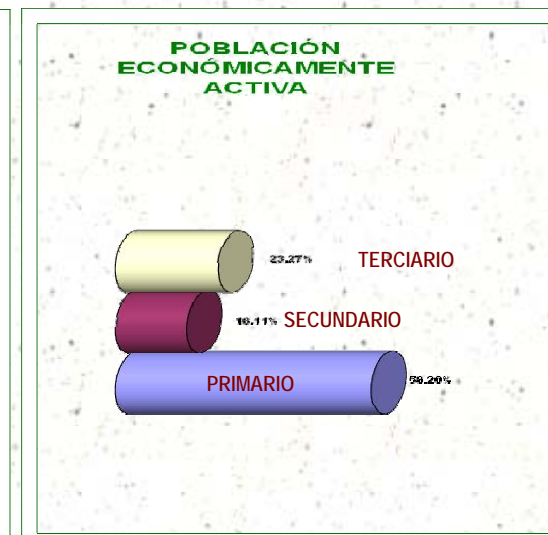 POBLACIÓN
ECONÓMICAMENTE
ACTIVA
23.27% TERCIARIO
16.11% SECUNDARIO
PRIMARIO